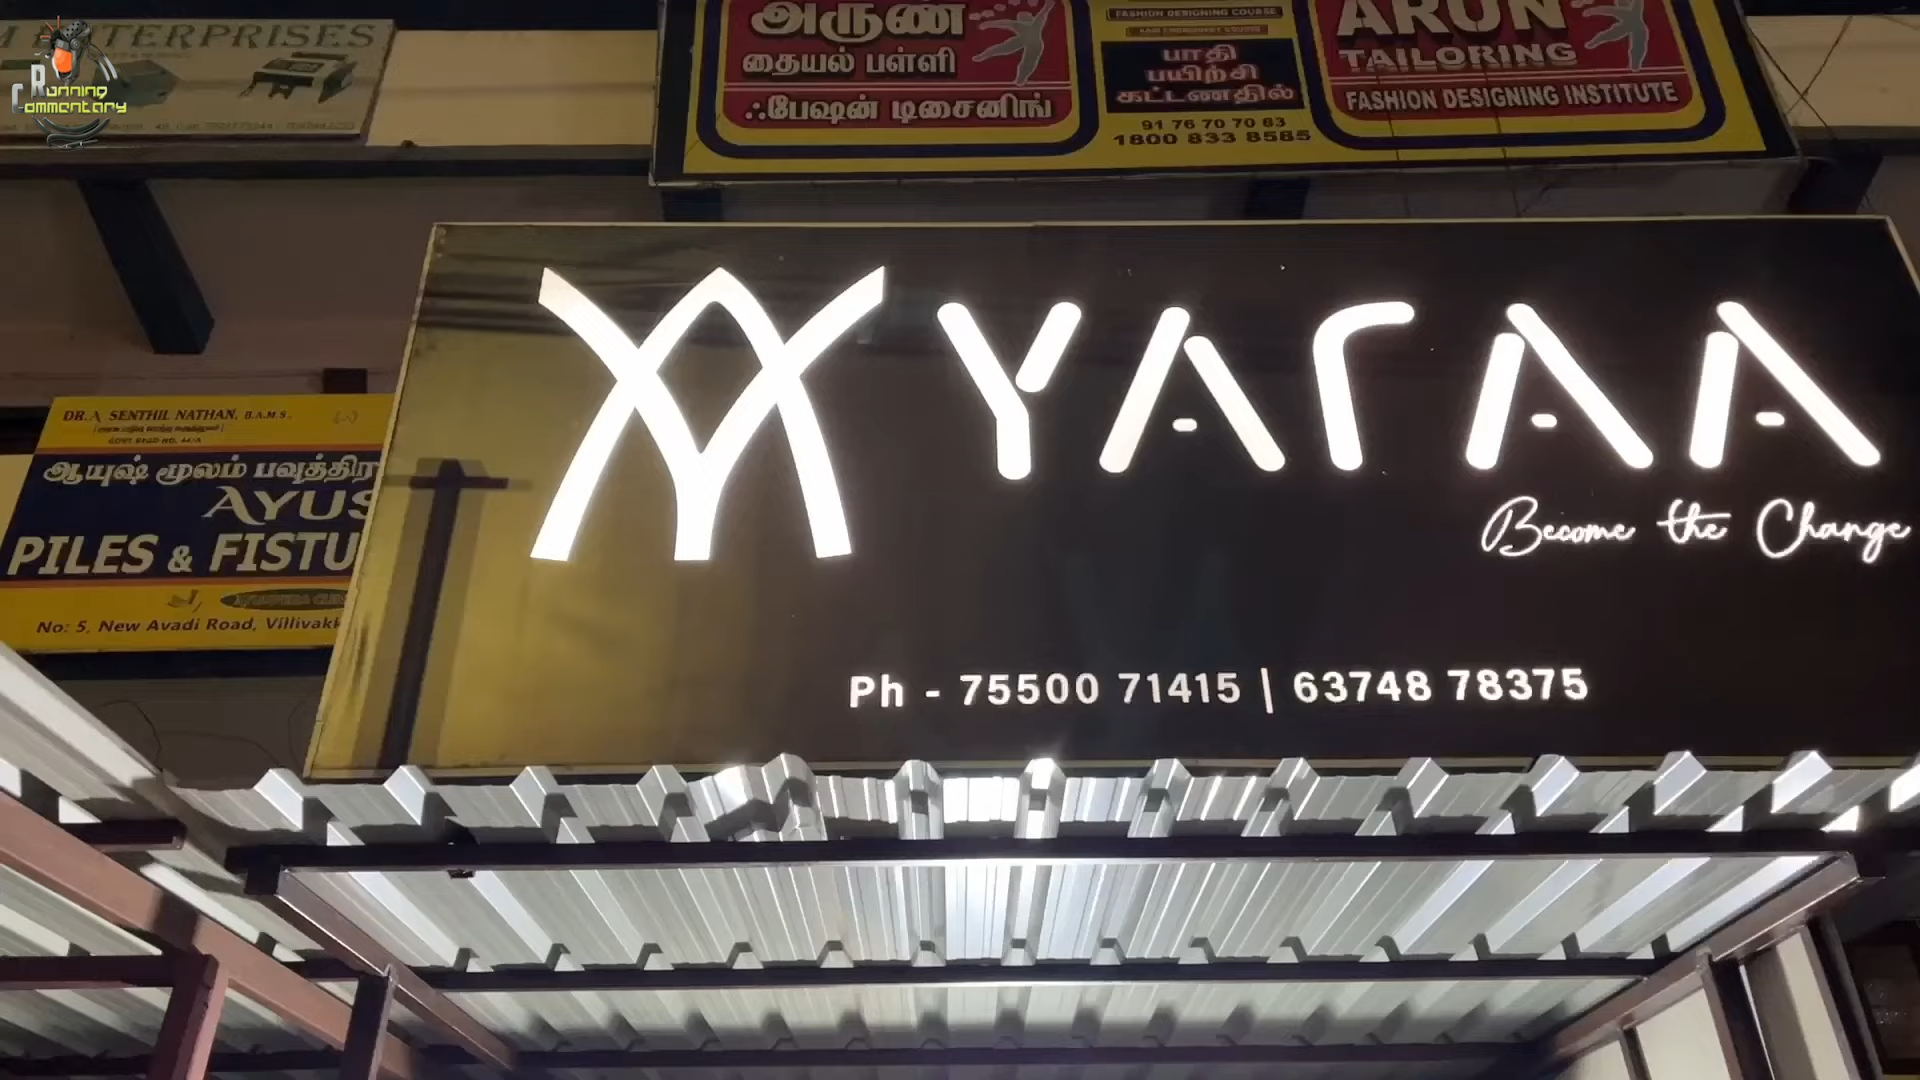 ENTERPRISES
Running
Commentary
அருண்
தையல் பள்ளி
ஃபேஷன் டிசைனிங்
FASHION DESIGNING COURSE
பாதி
பயிற்சி
கட்டணதில்
91 76 70 70 63
1800 833 8585
ARUN
TAILORING
FASHION DESIGNING INSTITUTE
YARAA
Become the Change
Ph - 75500 71415 | 63748 78375
DR. A SENTHIL NATHAN, B.A.M.S.,
ஆயுஷ் மூலம் பவுத்திர
AYUS
PILES & FISTU
No: 5, New Avadi Road, Villivakk